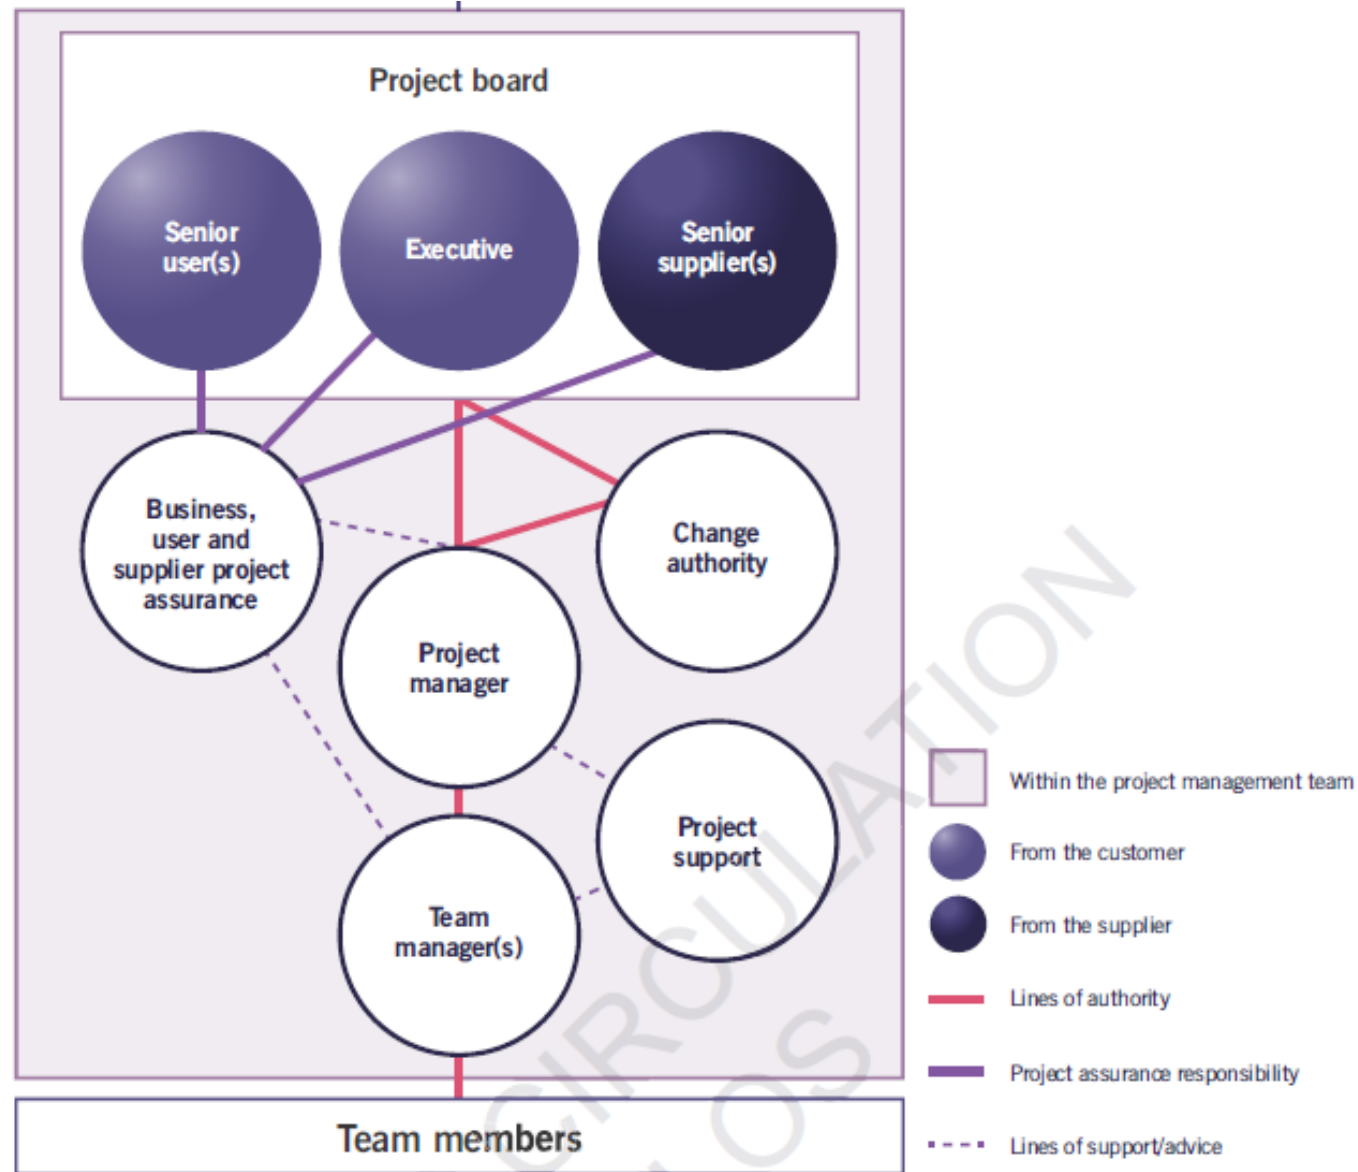 Project board
Senior
user(s)
Executive
Senior
supplier(s)
Business,
user and
supplier project
assurance
Change
authority
Project
manager
Project
support
Team
manager(s)
Team members
Within the project management team
From the customer
From the supplier
Lines of authority
Project assurance responsibility
Lines of support/advice
CIRCULATION
OS